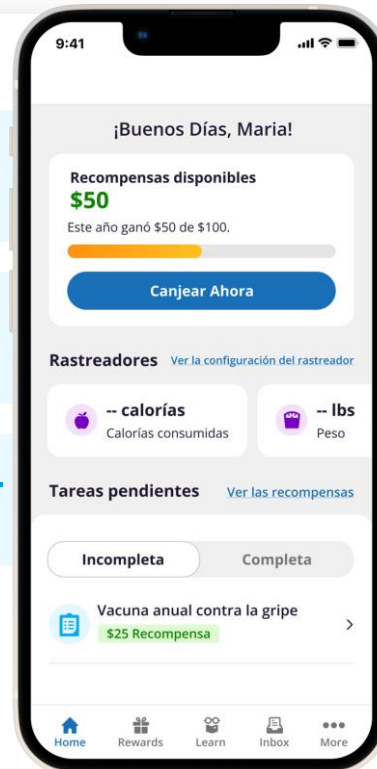 9:41
¡Buenos Días, Maria!
Recompensas disponibles
$50
Este año ganó $50 de $100.
Canjear Ahora
Rastreadores Ver la configuración del rastreador
-- calorías
Calorías consumidas
-- lbs
Peso
Tareas pendientes Ver las recompensas
Incompleta Completa
Vacuna anual contra la gripe
$25 Recompensa
Home Rewards Learn Inbox More